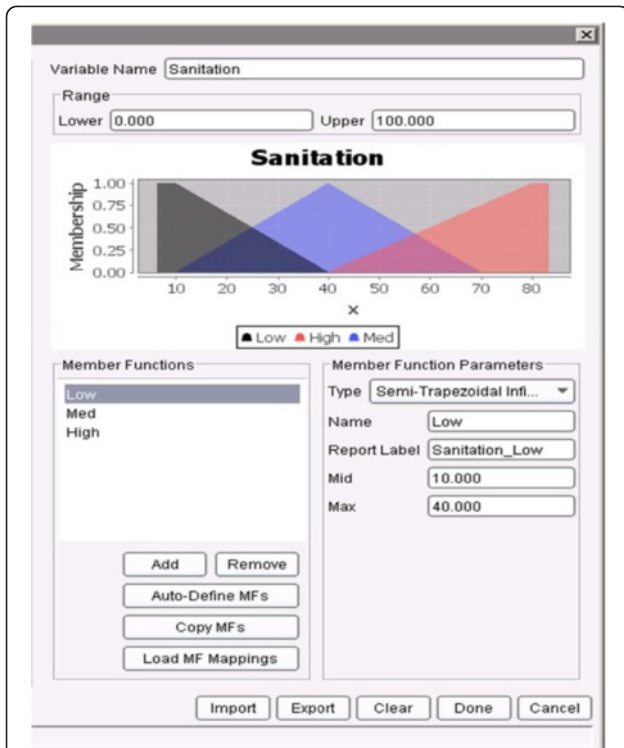 Variable Name Sanitation
Range
Lower 0.000 Upper 100.000
Sanitation
Membership
1.00
0.75
0.50
0.25
0.00
10 20 30 40 50 60 70 80
X
Low High Med
Member Functions
Low
Med
High
Add Remove
Auto-Define MFs
Copy MFs
Load MF Mappings
Member Function Parameters
Type Semi-Trapezoidal Infi...
Name Low
Report Label Sanitation_Low
Mid 10.000
Max 40.000
Import Export Clear Done Cancel